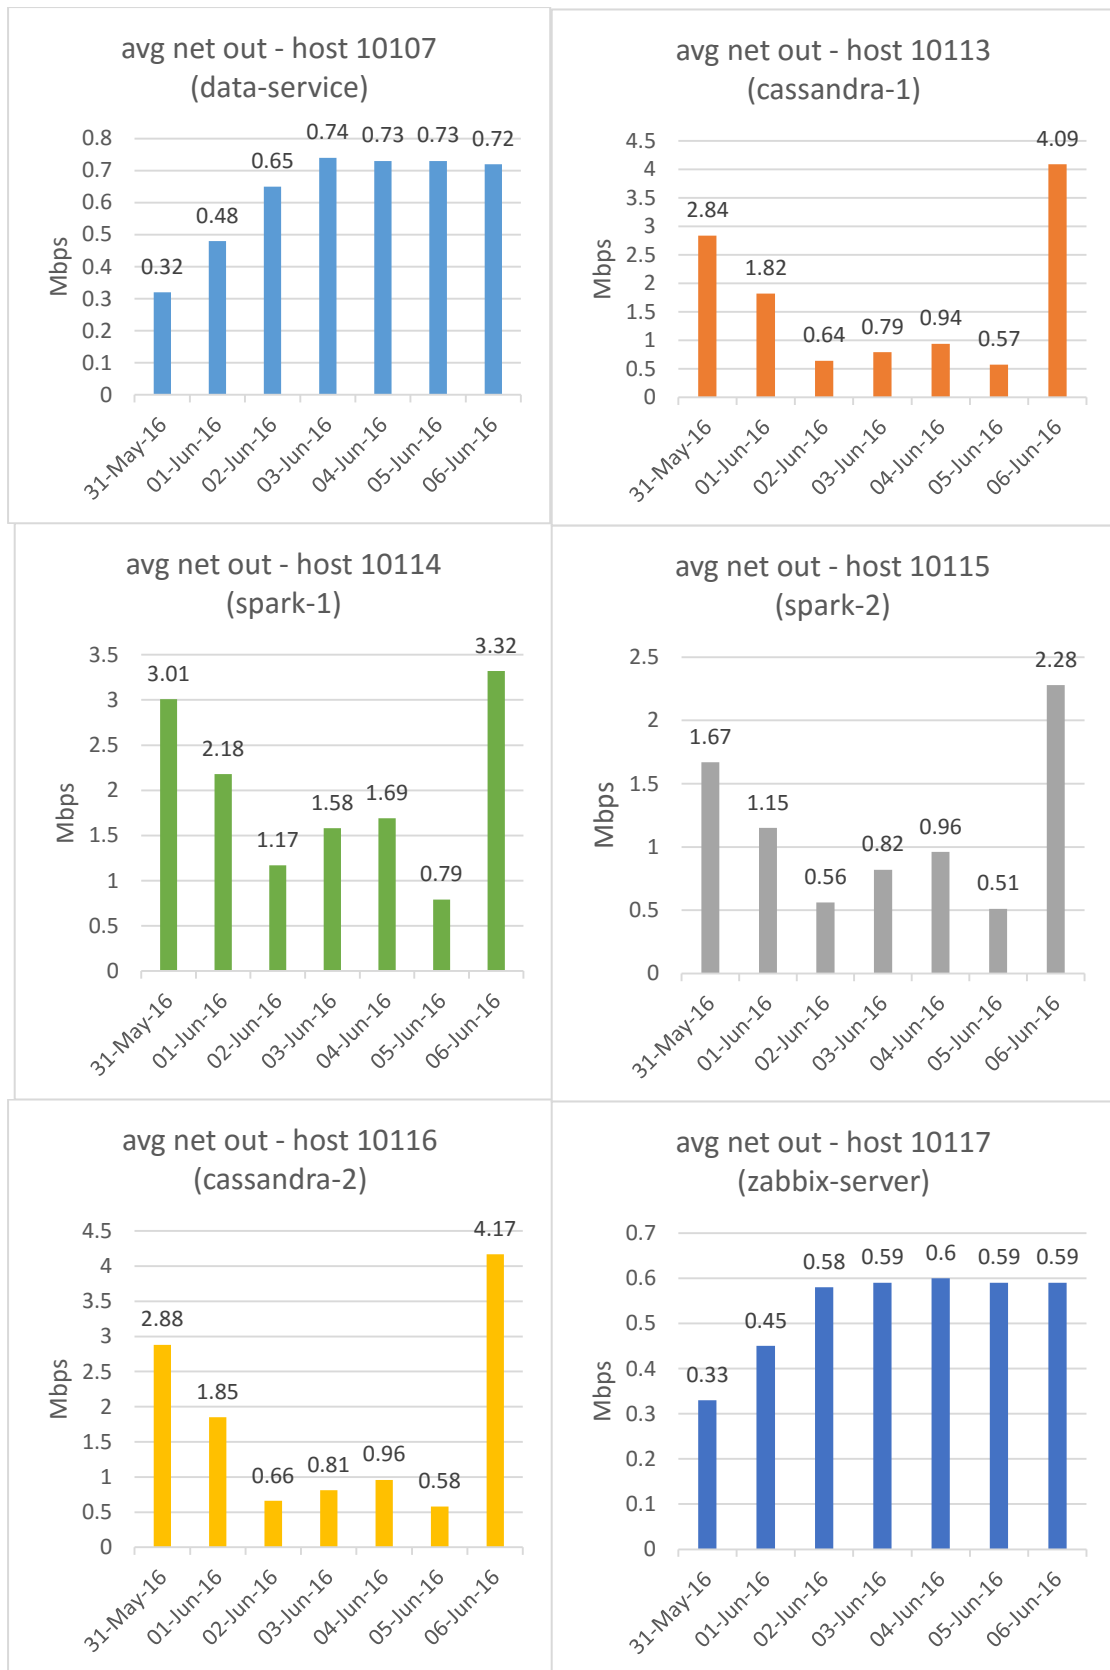 avg net out - host 10107
(data-service)
0.8
0.7
0.6
0.5
0.4
0.3
0.2
0.1
0
Mbps
0.32
0.48
0.65
0.74
0.73
0.73
0.72
31-May-16
01-Jun-16
02-Jun-16
03-Jun-16
04-Jun-16
05-Jun-16
06-Jun-16
avg net out - host 10113
(cassandra-1)
4.5
4
3.5
3
2.5
2
1.5
1
0.5
0
Mbps
2.84
1.82
0.64
0.79
0.94
0.57
4.09
31-May-16
01-Jun-16
02-Jun-16
03-Jun-16
04-Jun-16
05-Jun-16
06-Jun-16
avg net out - host 10114
(spark-1)
3.5
3
2.5
2
1.5
1
0.5
0
Mbps
3.01
2.18
1.17
1.58
1.69
0.79
3.32
31-May-16
01-Jun-16
02-Jun-16
03-Jun-16
04-Jun-16
05-Jun-16
06-Jun-16
avg net out - host 10115
(spark-2)
2.5
2
1.5
1
0.5
0
Mbps
1.67
1.15
0.56
0.82
0.96
0.51
2.28
31-May-16
01-Jun-16
02-Jun-16
03-Jun-16
04-Jun-16
05-Jun-16
06-Jun-16
avg net out - host 10116
(cassandra-2)
4.5
4
3.5
3
2.5
2
1.5
1
0.5
0
Mbps
2.88
1.85
0.66
0.81
0.96
0.58
4.17
31-May-16
01-Jun-16
02-Jun-16
03-Jun-16
04-Jun-16
05-Jun-16
06-Jun-16
avg net out - host 10117
(zabbix-server)
0.7
0.6
0.5
0.4
0.3
0.2
0.1
0
Mbps
0.33
0.45
0.58
0.59
0.6
0.59
0.59
31-May-16
01-Jun-16
02-Jun-16
03-Jun-16
04-Jun-16
05-Jun-16
06-Jun-16